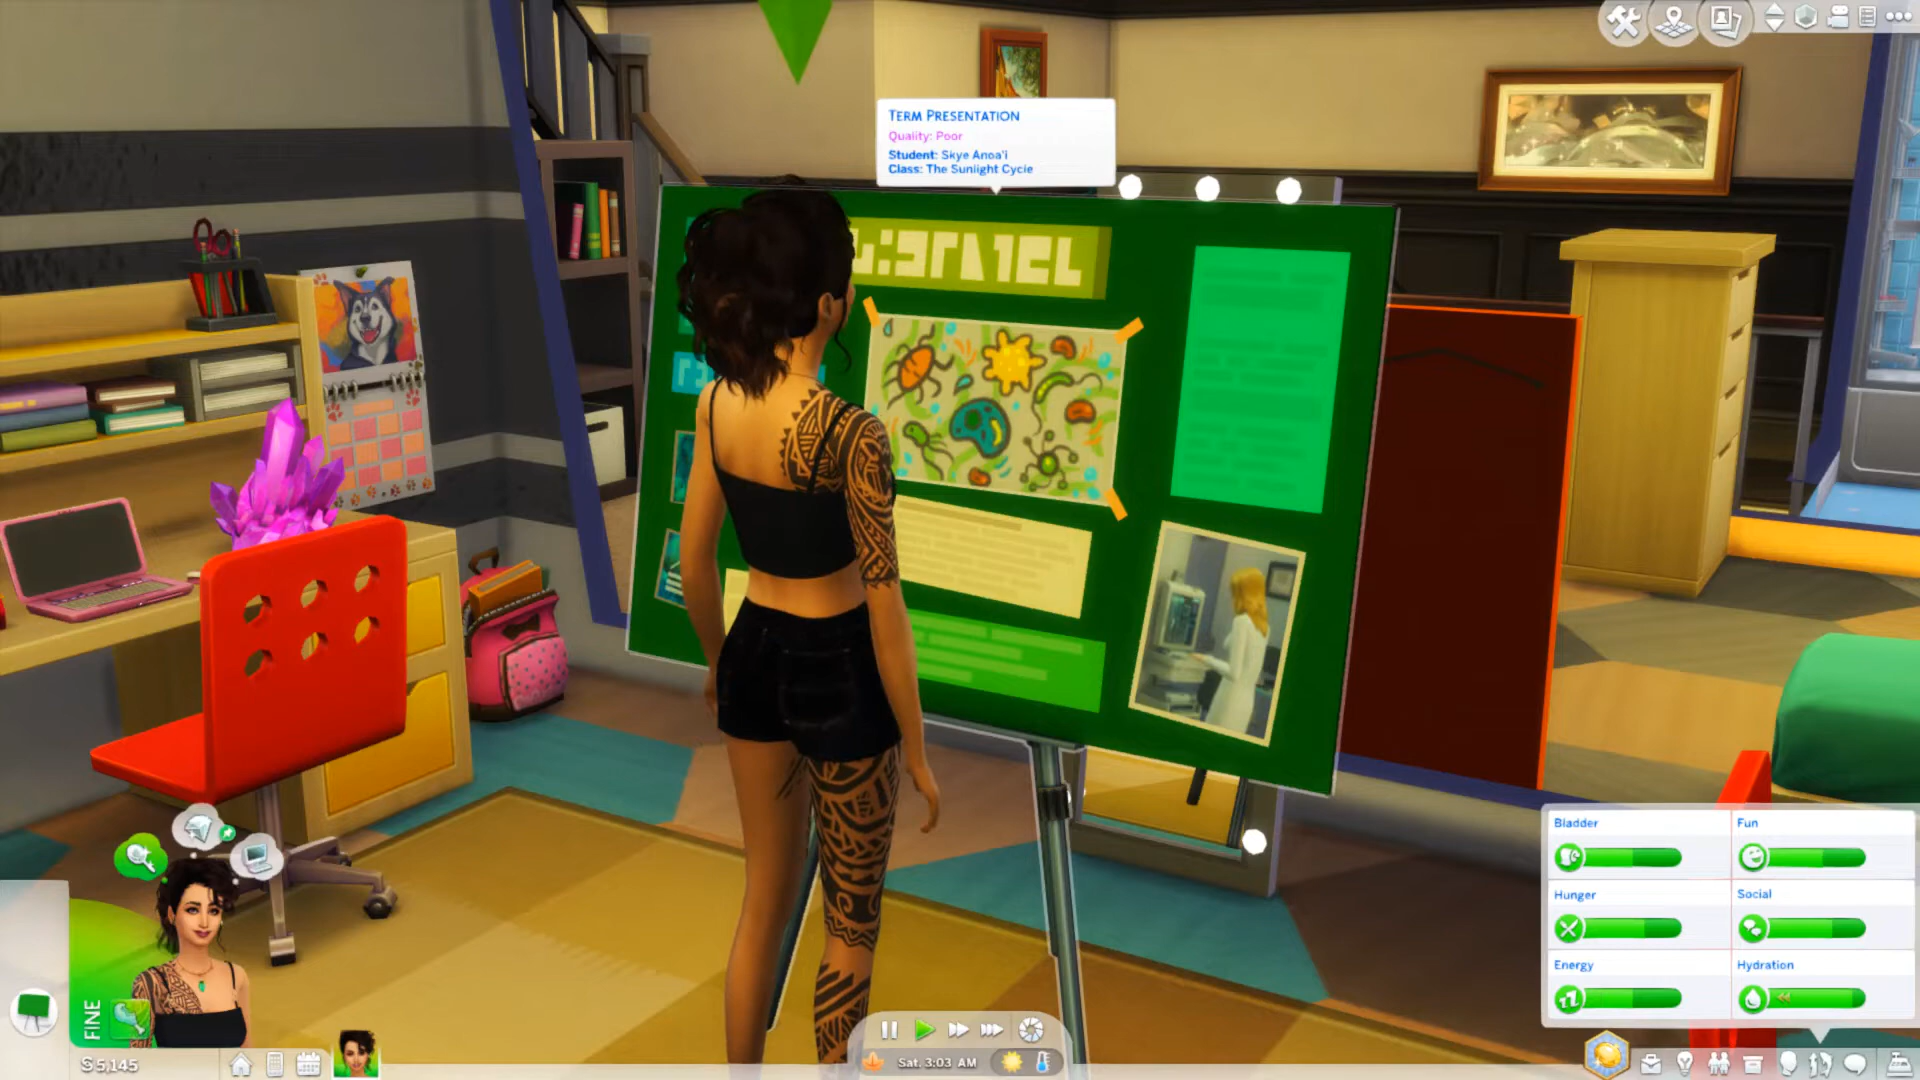 TERM PRESENTATION
Quality: Poor
Student: Skye Anoa'i
Class: The Sunlight Cycle
Bladder
Fun
Hunger
Social
Energy
Hydration
FINE
§5,145
Sat. 3:03 AM